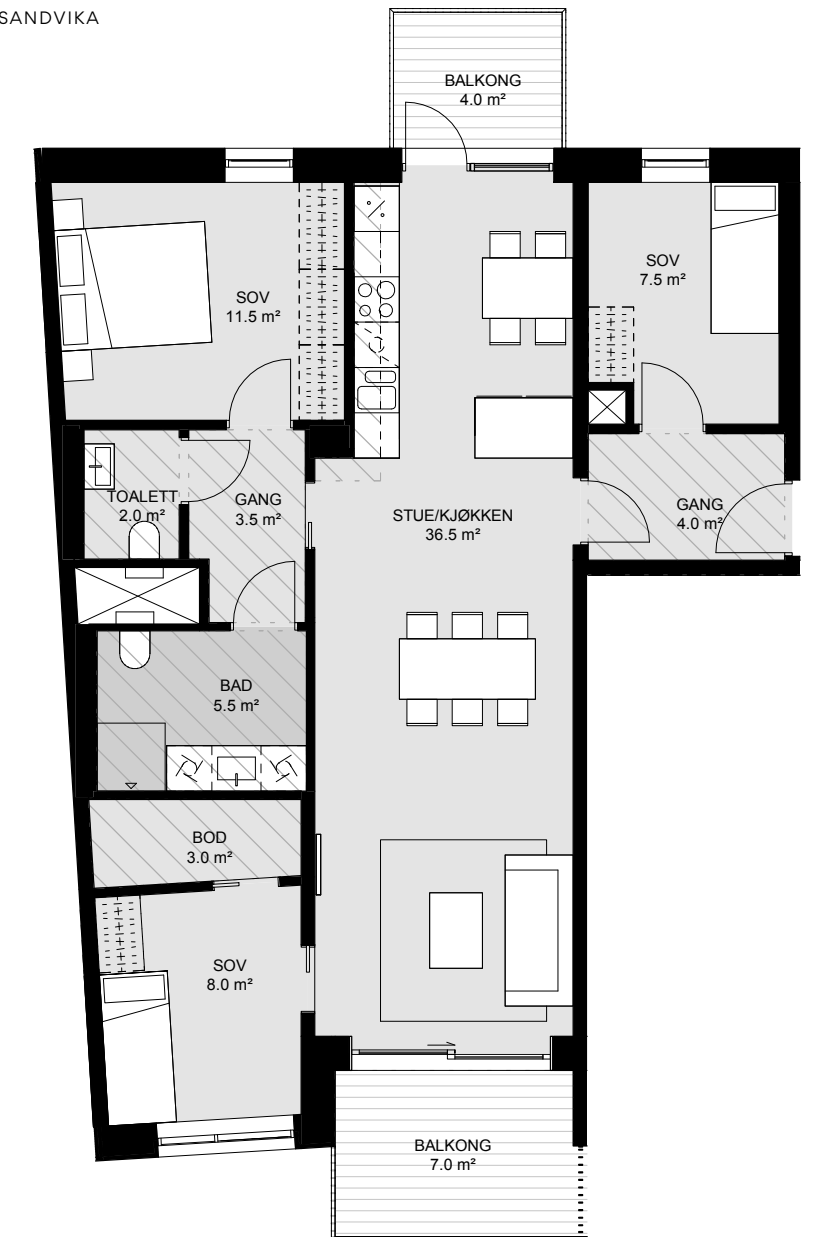 SANDVIKA
BALKONG
4.0 m²
SOV
11.5 m²
SOV
7.5 m²
TOALETT
2.0 m²
GANG
3.5 m²
STUE/KJØKKEN
36.5 m²
GANG
4.0 m²
BAD
5.5 m²
BOD
3.0 m²
SOV
8.0 m²
BALKONG
7.0 m²